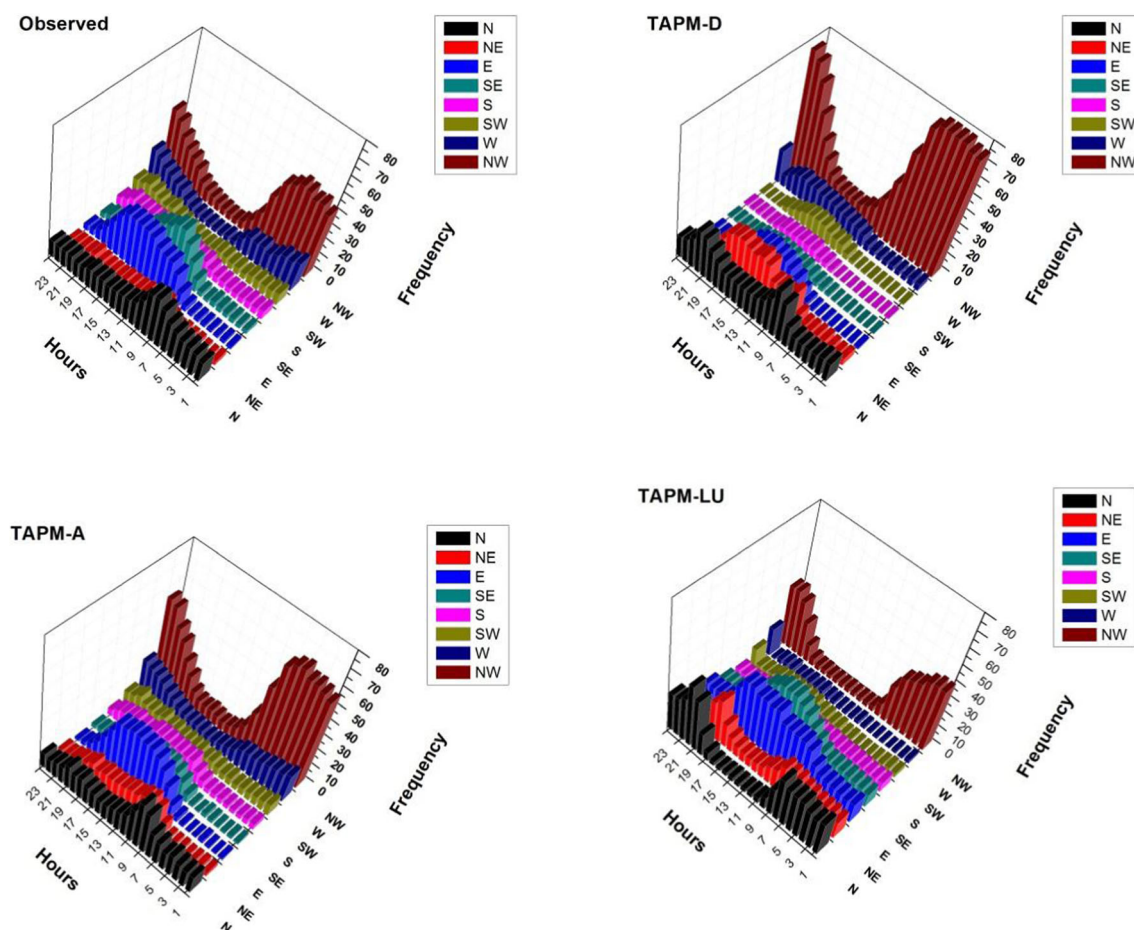 Observed
N
NE
E
SE
S
SW
W
NW
80
70
60
50
40
30
20
10
0
Frequency
NW
W
SW
S
SE
E
NE
N
23
21
19
17
15
13
11
9
7
5
3
1
Hours
TAPM-D
N
NE
E
SE
S
SW
W
NW
80
70
60
50
40
30
20
10
0
Frequency
NW
W
SW
S
SE
E
NE
N
23
21
19
17
15
13
11
9
7
5
3
1
Hours
TAPM-A
N
NE
E
SE
S
SW
W
NW
80
70
60
50
40
30
20
10
0
Frequency
NW
W
SW
S
SE
E
NE
N
23
21
19
17
15
13
11
9
7
5
3
1
Hours
TAPM-LU
N
NE
E
SE
S
SW
W
NW
80
70
60
50
40
30
20
10
0
Frequency
NW
W
SW
S
SE
E
NE
N
23
21
19
17
15
13
11
9
7
5
3
1
Hours